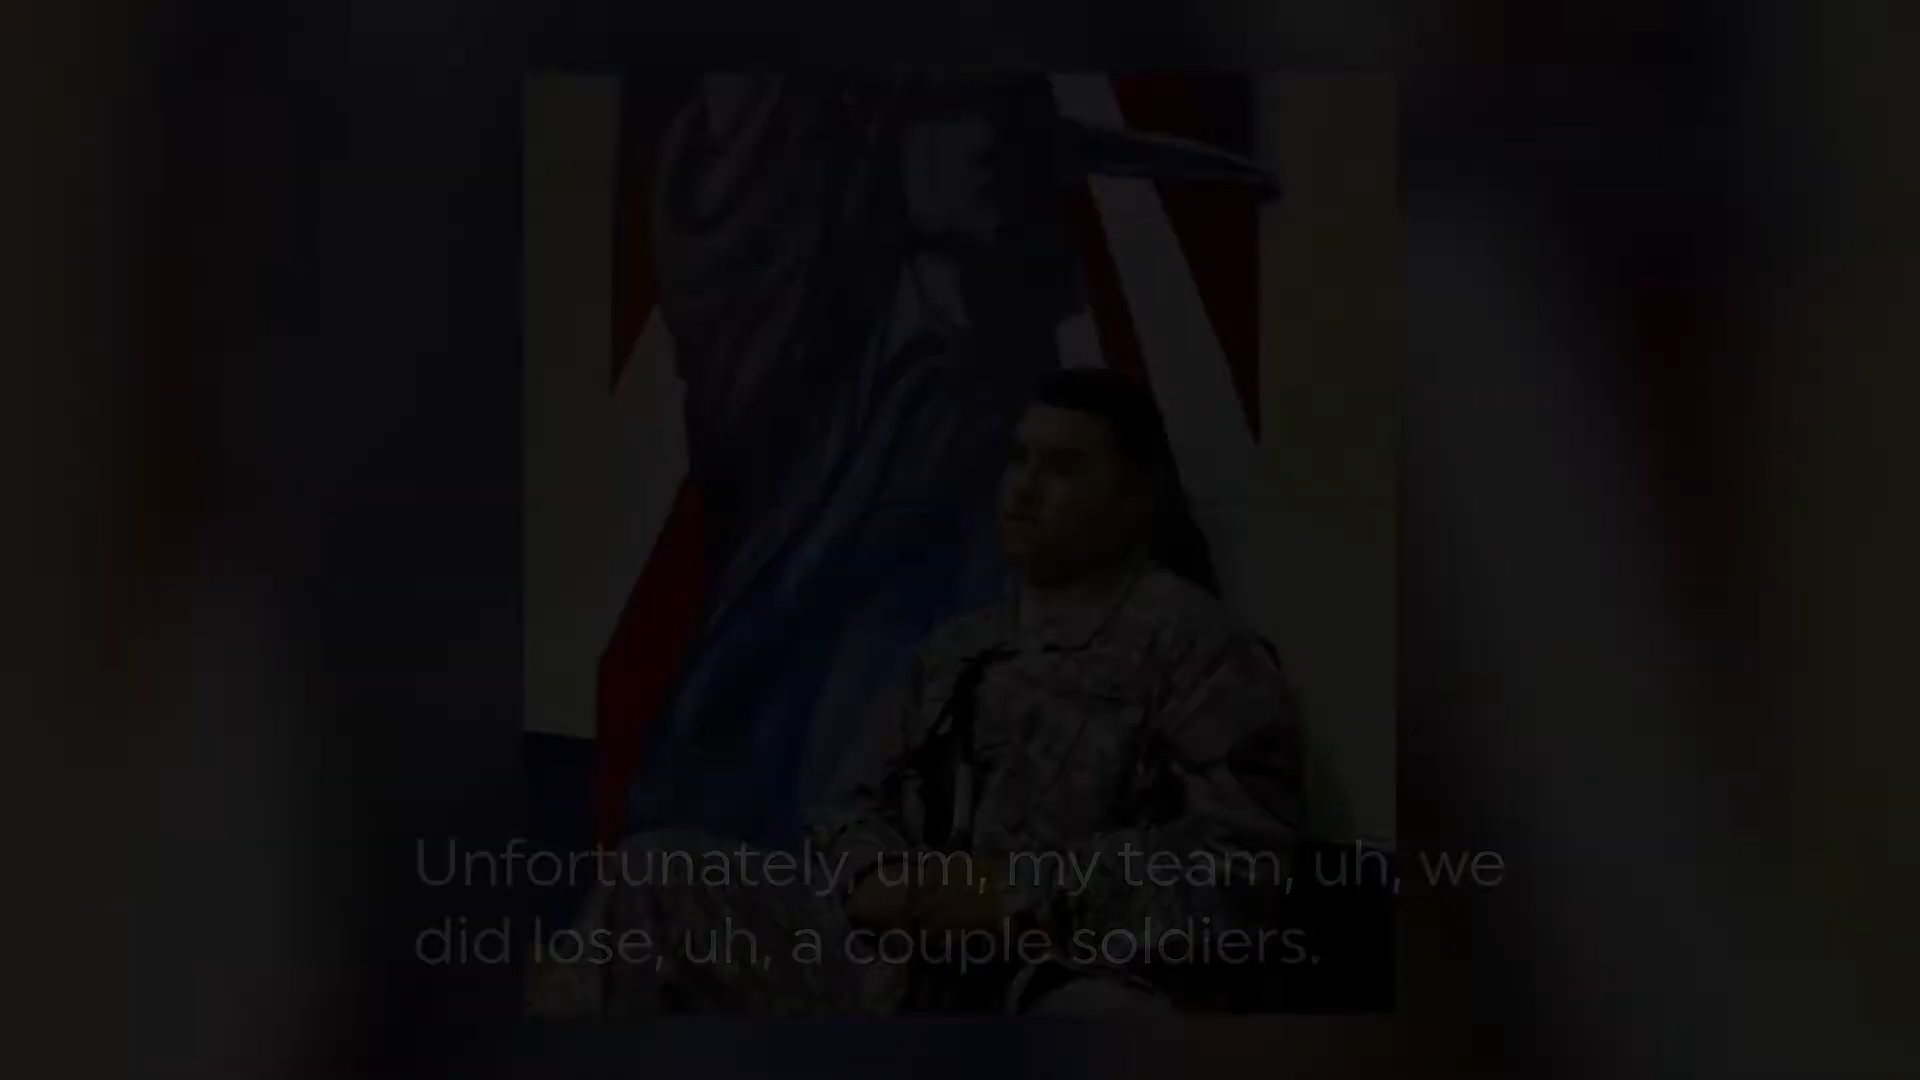 Unfortunately, um, my team, uh, we
did lose, uh, a couple soldiers.